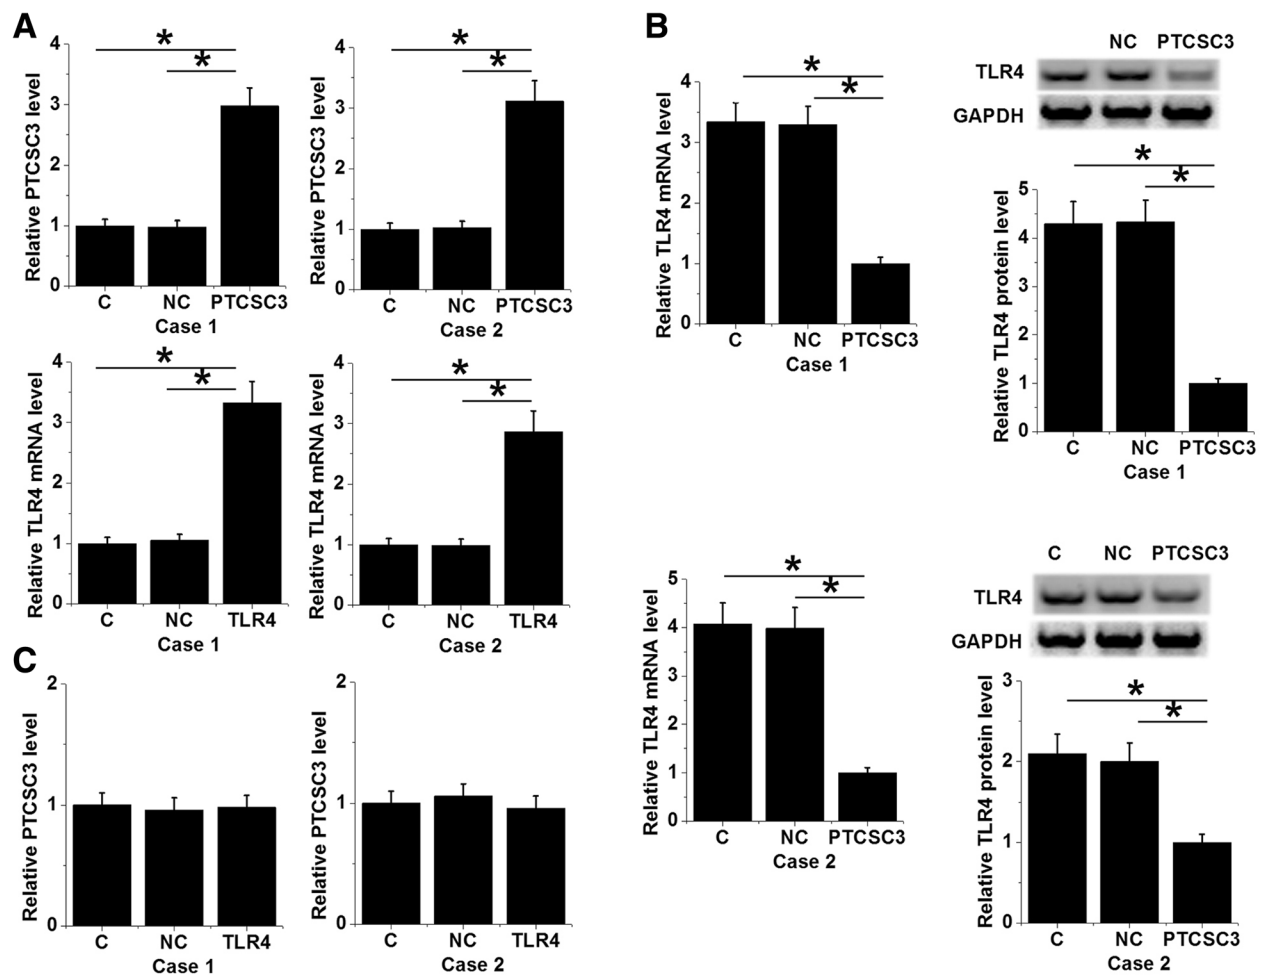 A
Relative PTCSC3 level
4
3
2
1
0
* *
C NC PTCSC3
Case 1
Relative PTCSC3 level
4
3
2
1
0
* *
C NC PTCSC3
Case 2
Relative TLR4 mRNA level
4
3
2
1
0
* *
C NC TLR4
Case 1
Relative TLR4 mRNA level
4
3
2
1
0
* *
C NC TLR4
Case 2
B
Relative TLR4 mRNA level
4
3
2
1
0
* *
C NC PTCSC3
Case 1
NC PTCSC3
TLR4
GAPDH
Relative TLR4 protein level
5
4
3
2
1
0
* *
C NC PTCSC3
Case 1
Relative TLR4 mRNA level
5
4
3
2
1
0
* *
C NC PTCSC3
Case 2
C NC PTCSC3
TLR4
GAPDH
Relative TLR4 protein level
3
2
1
0
* *
C NC PTCSC3
Case 2
C
Relative PTCSC3 level
2
1
0
C NC TLR4
Case 1
Relative PTCSC3 level
2
1
0
C NC TLR4
Case 2